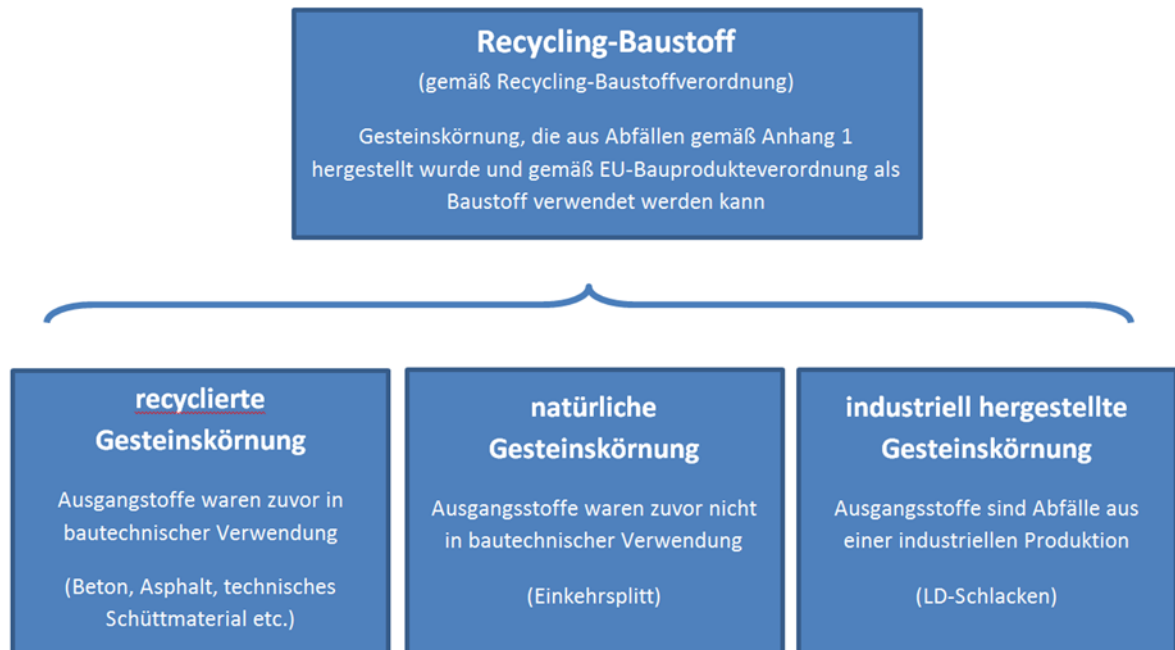 Recycling-Baustoff
(gemäß Recycling-Baustoffverordnung)
Gesteinskörnung, die aus Abfällen gemäß Anhang 1
hergestellt wurde und gemäß EU-Bauprodukteverordnung als
Baustoff verwendet werden kann
recyclierte
Gesteinskörnung
Ausgangstoffe waren zuvor in
bautechnischer Verwendung
(Beton, Asphalt, technisches
Schüttmaterial etc.)
natürliche
Gesteinskörnung
Ausgangsstoffe waren zuvor nicht
in bautechnischer Verwendung
(Einkehrsplitt)
industriell hergestellte
Gesteinskörnung
Ausgangsstoffe sind Abfälle aus
einer industriellen Produktion
(LD-Schlacken)